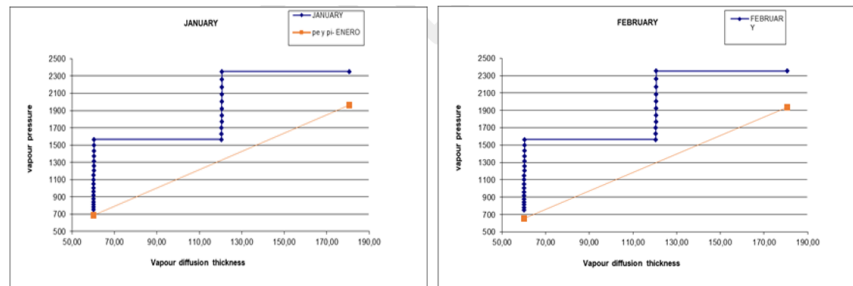 JANUARY
JANUARY
pe y pi- ENERO
vapour pressure
2500
2300
2100
1900
1700
1500
1300
1100
900
700
500
50,00 70,00 90,00 110,00 130,00 150,00 170,00 190,00
Vapour diffusion thickness
FEBRUARY
FEBRUAR
Y
vapour pressure
2500
2300
2100
1900
1700
1500
1300
1100
900
700
500
50,00 70,00 90,00 110,00 130,00 150,00 170,00 190,00
Vapour diffusion thickness